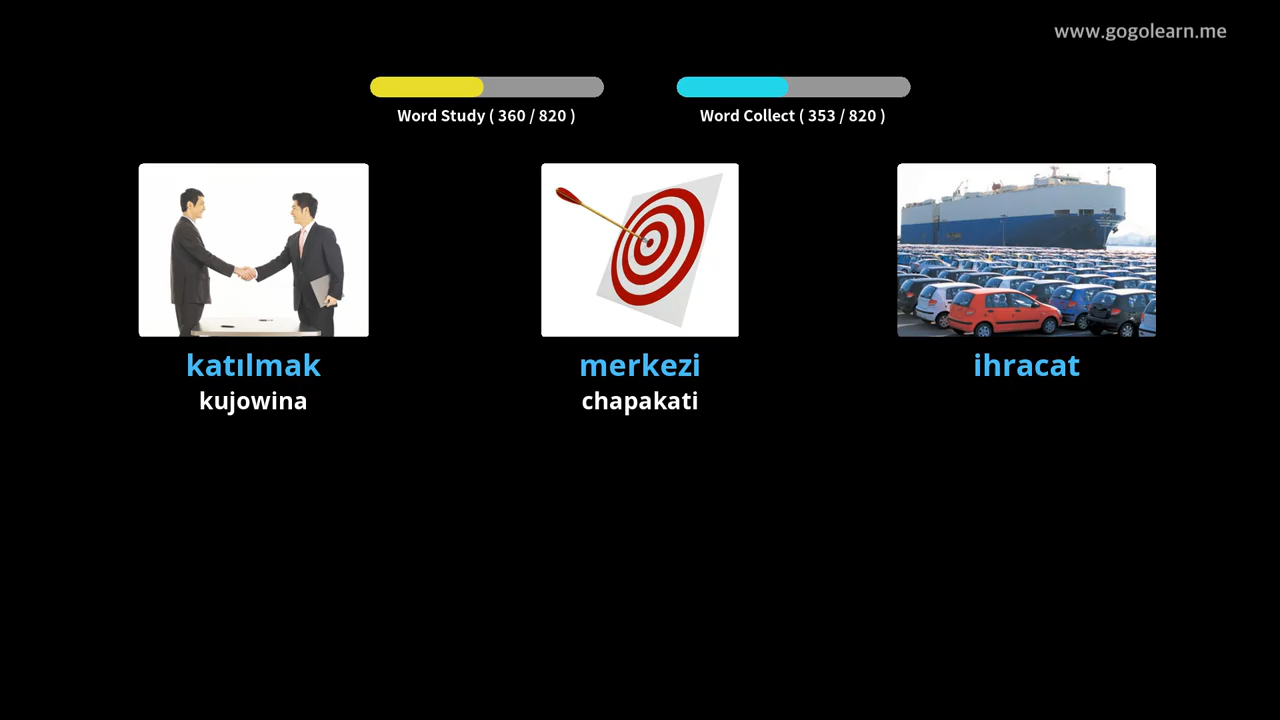 www.gogolearn.me
Word Study ( 360 / 820 )
Word Collect ( 353 / 820 )
katılmak
kujowina
merkezi
chapakati
ihracat